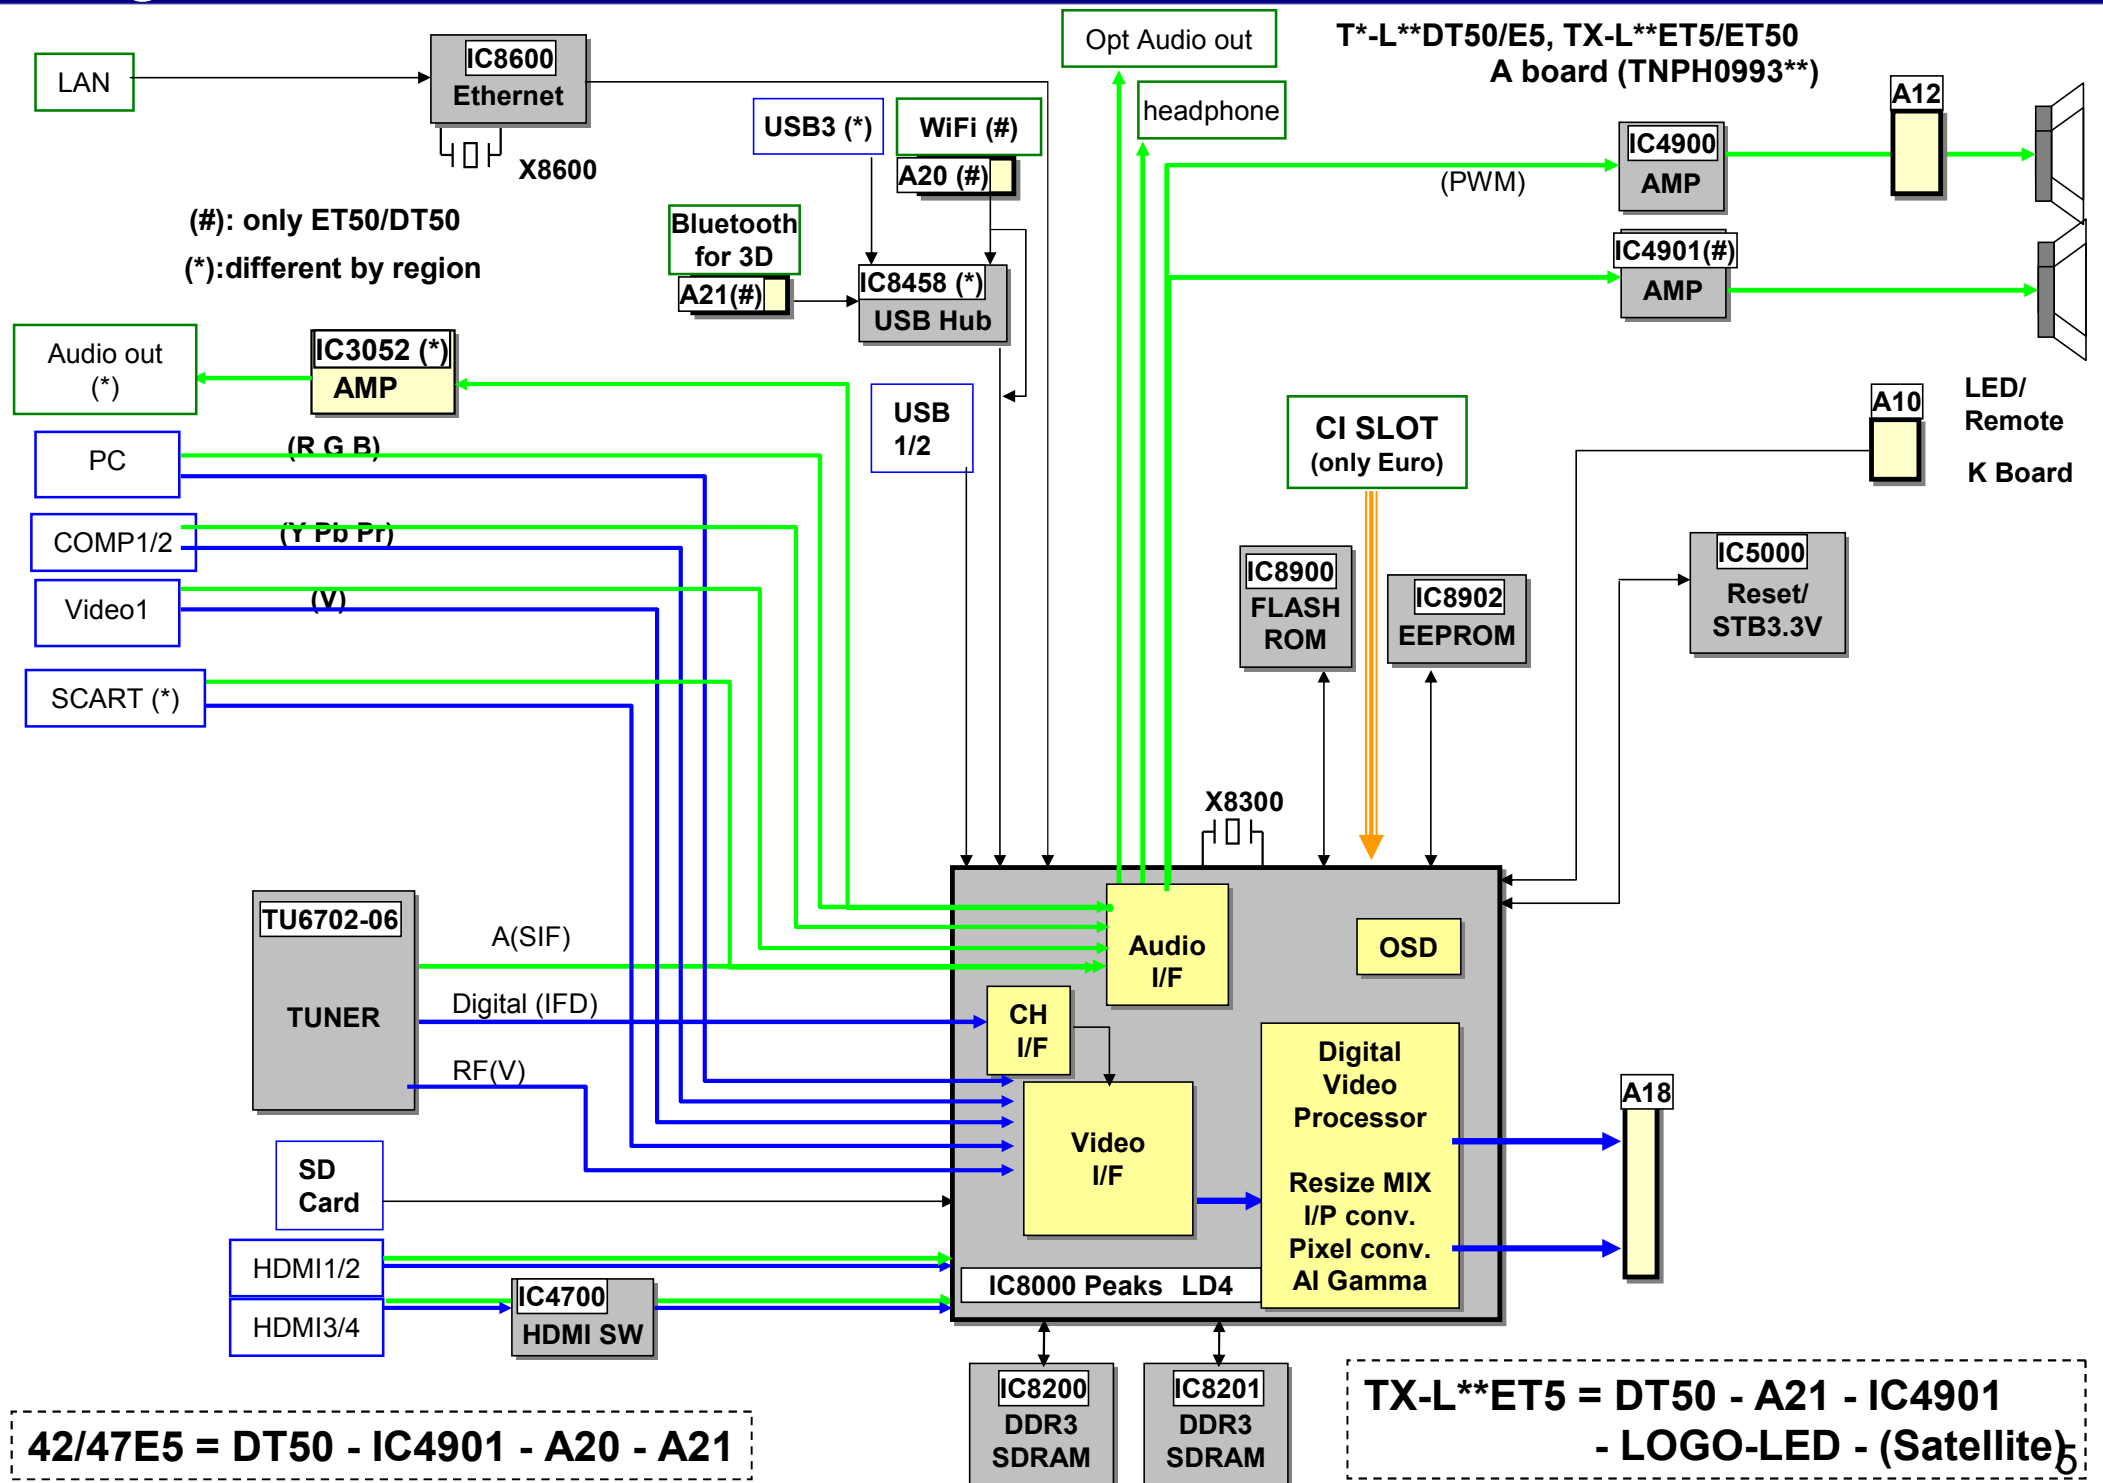 T*-L**DT50/E5, TX-L**ET5/ET50
A board (TNPH0993**)
LAN
IC8600
Ethernet
X8600
USB3 (*)
WiFi (#)
A20 (#)
Opt Audio out
headphone
(PWM)
IC4900
AMP
A12
(#): only ET50/DT50
(*):different by region
Bluetooth
for 3D
A21(#)
IC8458 (*)
USB Hub
IC4901(#)
AMP
Audio out
(*)
IC3052 (*)
AMP
USB
1/2
CI SLOT
(only Euro)
A10
LED/
Remote
K Board
PC
(R G B)
COMP1/2
(Y Pb Pr)
Video1
(V)
SCART (*)
IC8900
FLASH
ROM
IC8902
EEPROM
IC5000
Reset/
STB3.3V
X8300
TU6702-06
TUNER
A(SIF)
Digital (IFD)
RF(V)
Audio
I/F
OSD
CH
I/F
Video
I/F
Digital
Video
Processor
Resize MIX
I/P conv.
Pixel conv.
AI Gamma
A18
SD
Card
HDMI1/2
HDMI3/4
IC4700
HDMI SW
IC8000 Peaks LD4
IC8200
DDR3
SDRAM
IC8201
DDR3
SDRAM
42/47E5 = DT50 - IC4901 - A20 - A21
TX-L**ET5 = DT50 - A21 - IC4901
- LOGO-LED - (Satellite)
5